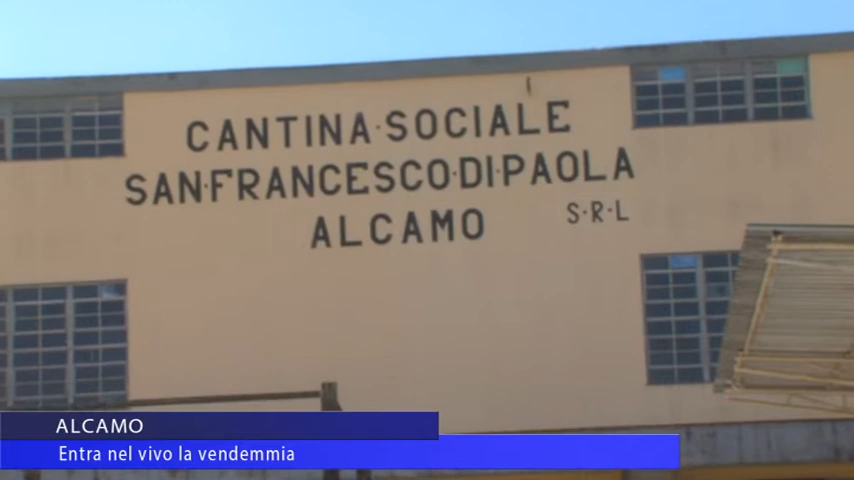 CANTINA·SOCIALE
SAN·FRANCESCO·DI·PAOLA
ALCAMO
S·R·L
ALCAMO
Entra nel vivo la vendemmia